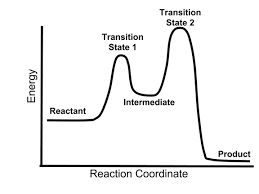 Transition
State 2
Transition
State 1
Energy
Reactant
Intermediate
Product
Reaction Coordinate